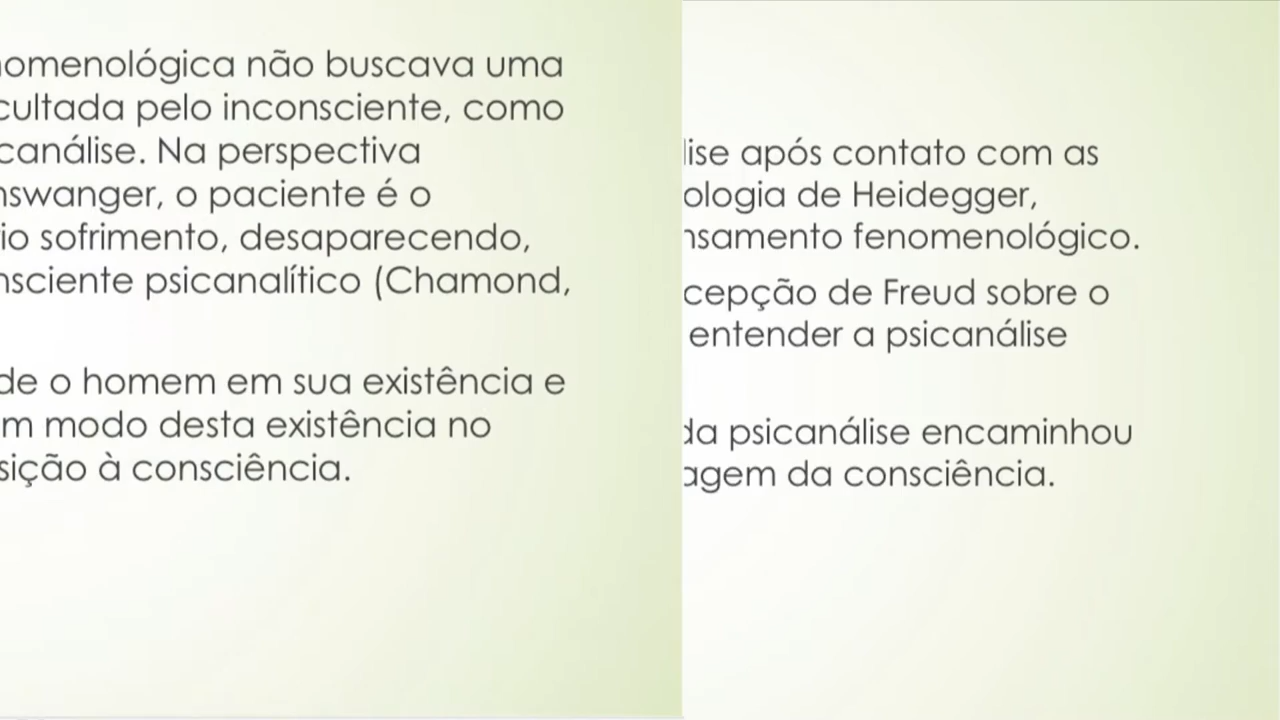 nomenológica não buscava uma
cultada pelo inconsciente, como
canálise. Na perspectiva
nswanger, o paciente é o
io sofrimento, desaparecendo,
nsciente psicanalítico (Chamond,
de o homem em sua existência e
m modo desta existência no
sição à consciência.
lise após contato com as
ologia de Heidegger,
nsamento fenomenológico.
cepção de Freud sobre o
entender a psicanálise
da psicanálise encaminhou
agem da consciência.